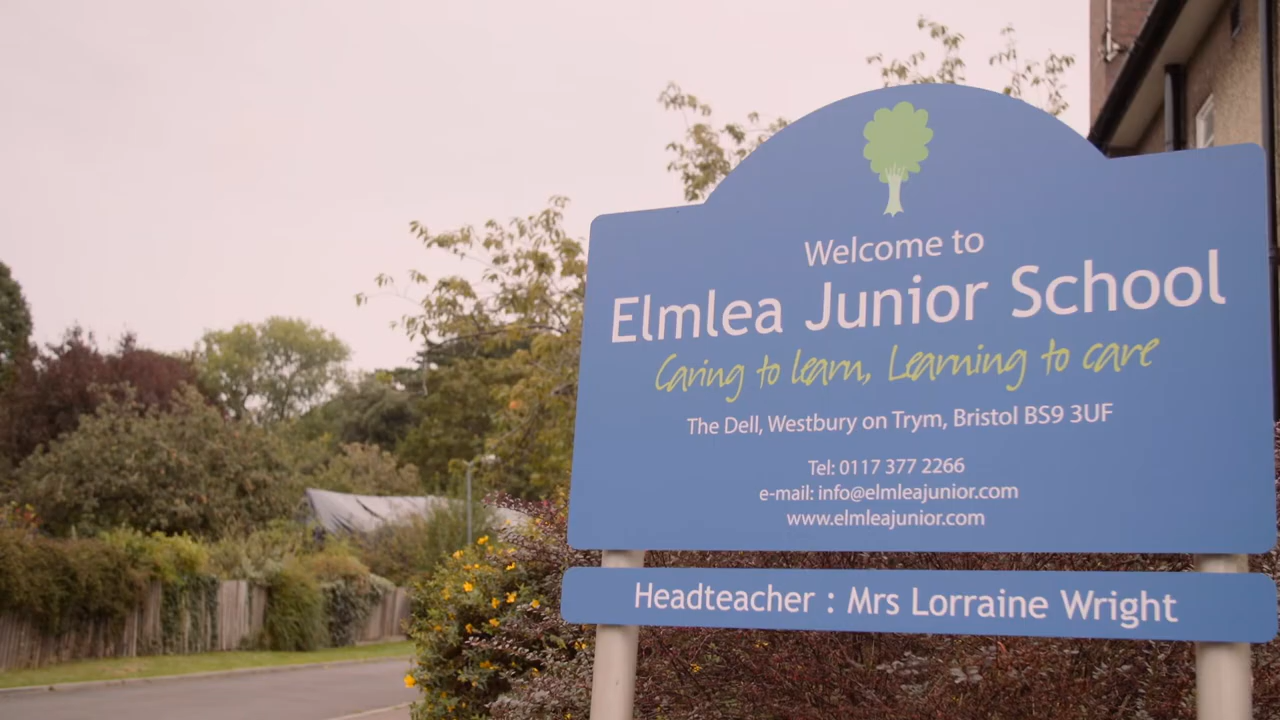 Welcome to
Elmlea Junior School
Caring to learn, Learning to care
The Dell, Westbury on Trym, Bristol BS9 3UF
Tel: 0117 377 2266
e-mail: info@elmleajunior.com
www.elmleajunior.com
Headteacher : Mrs Lorraine Wright